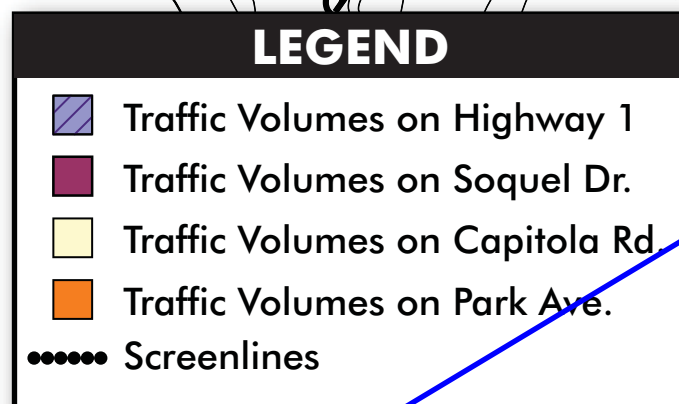 LEGEND
Traffic Volumes on Highway 1
Traffic Volumes on Soquel Dr.
Traffic Volumes on Capitola Rd.
Traffic Volumes on Park Ave.
Screenlines